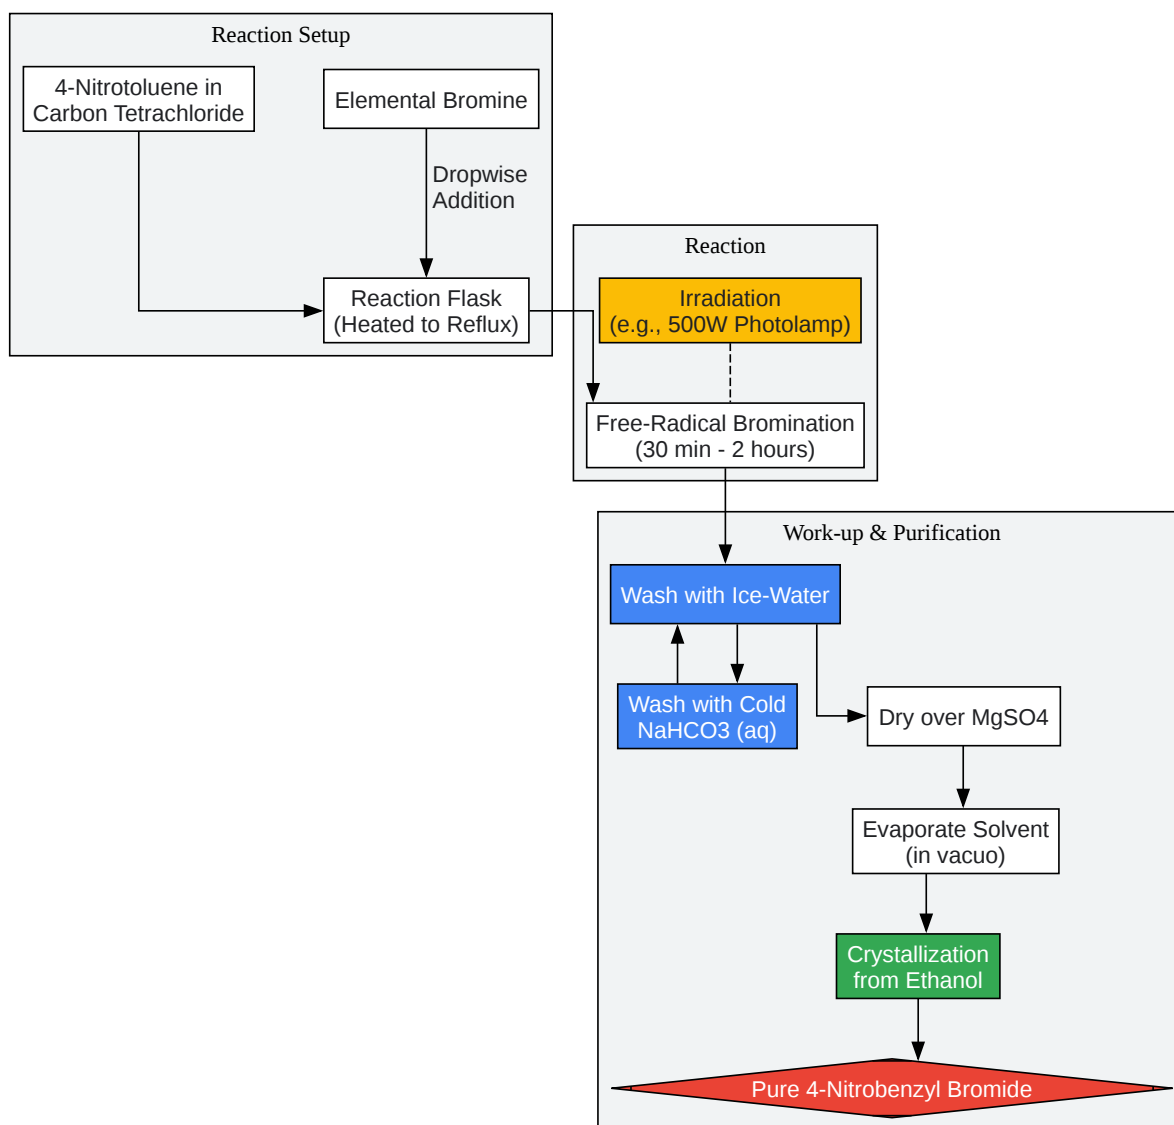 Reaction Setup
4-Nitrotoluene in
Carbon Tetrachloride
Elemental Bromine
Dropwise
Addition
Reaction Flask
(Heated to Reflux)
Reaction
Irradiation
(e.g., 500W Photolamp)
Free-Radical Bromination
(30 min - 2 hours)
Work-up & Purification
Wash with Ice-Water
Wash with Cold
NaHCO3 (aq)
Dry over MgSO4
Evaporate Solvent
(in vacuo)
Crystallization
from Ethanol
Pure 4-Nitrobenzyl Bromide